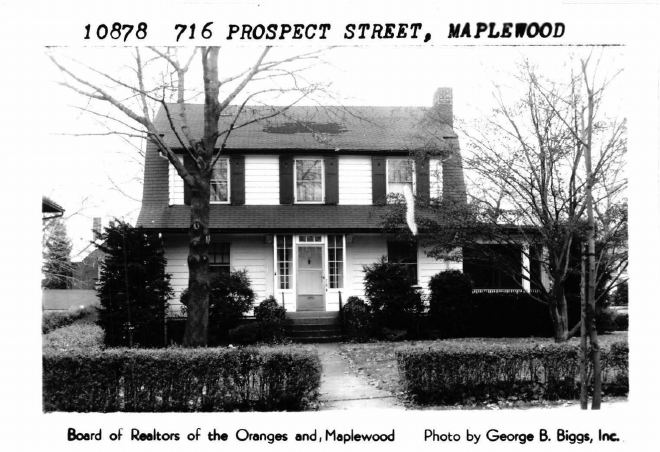 10878 716 PROSPECT STREET, MAPLEWOOD
Board of Realtors of the Oranges and, Maplewood Photo by George B. Biggs, Inc.